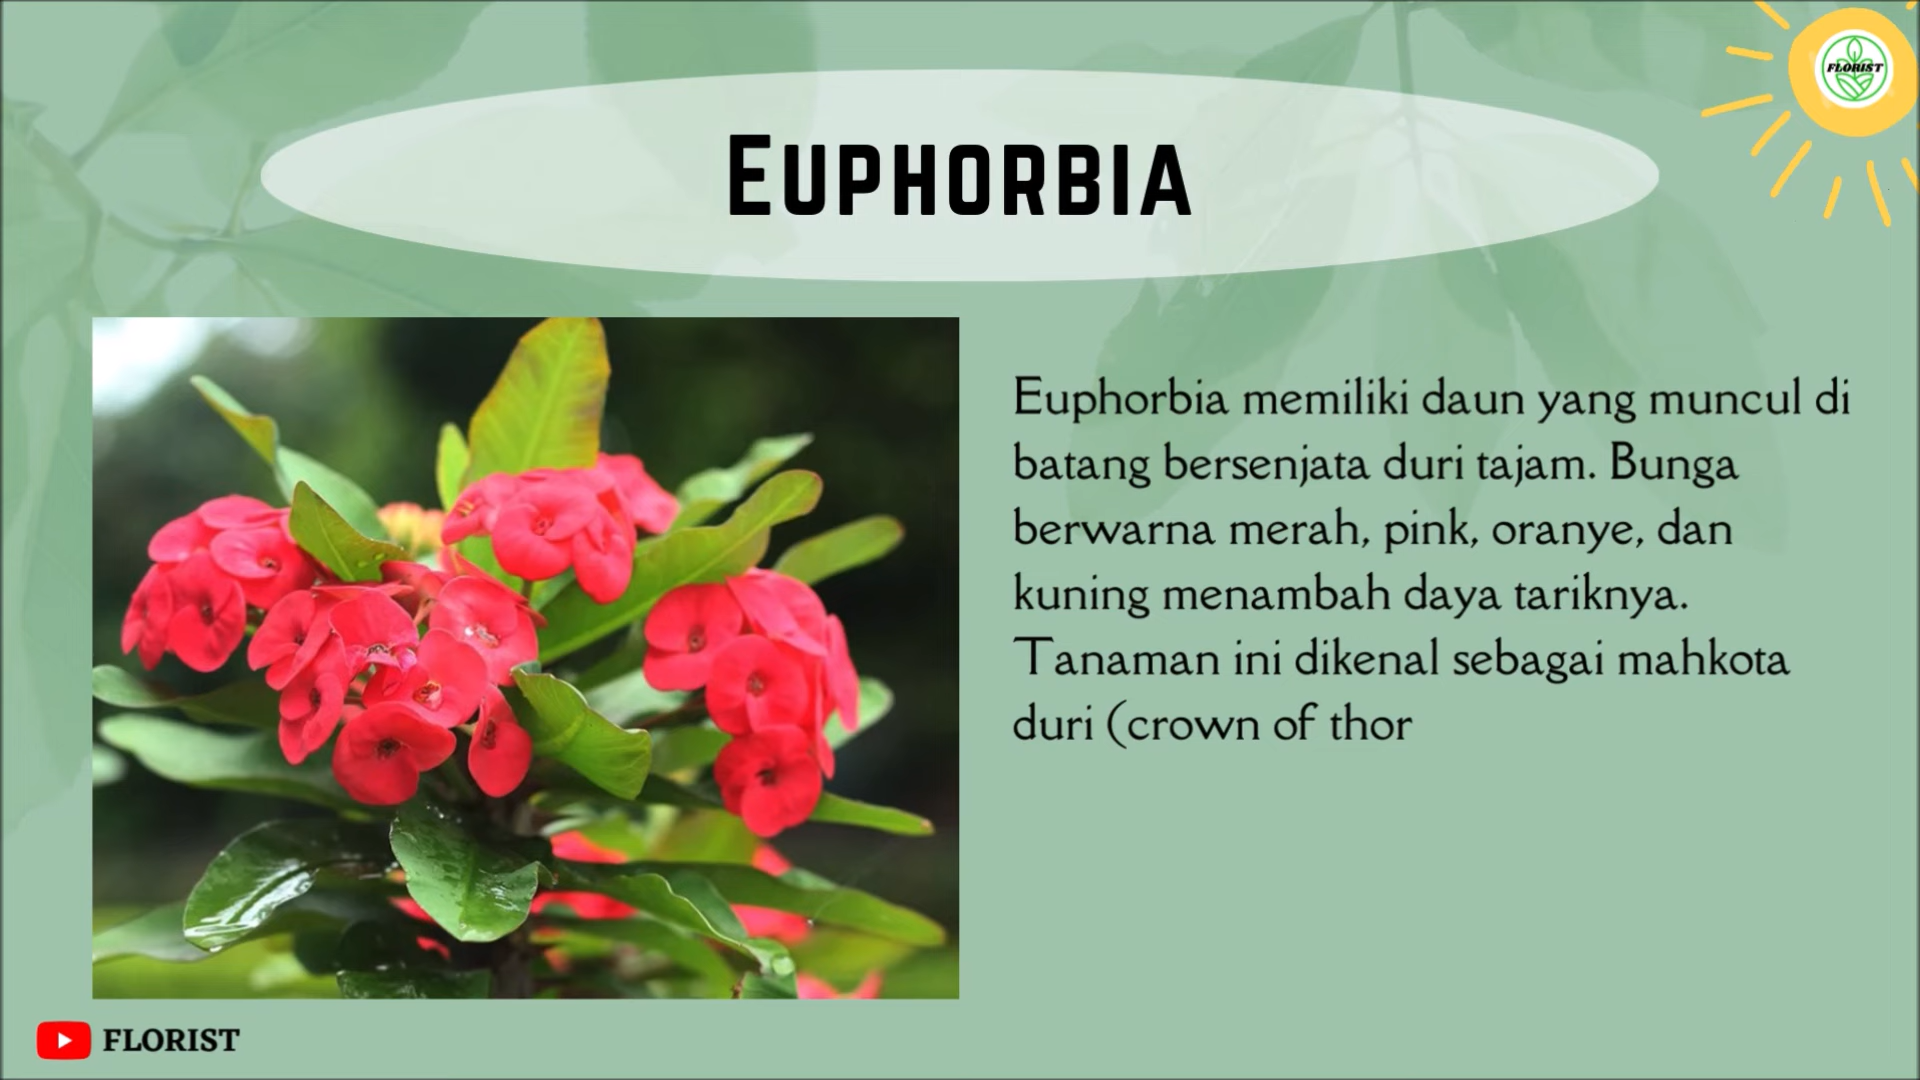 FLORIST
EUPHORBIA
Euphorbia memiliki daun yang muncul di
batang bersenjata duri tajam. Bunga
berwarna merah, pink, oranye, dan
kuning menambah daya tariknya.
Tanaman ini dikenal sebagai mahkota
duri (crown of thor
FLORIST